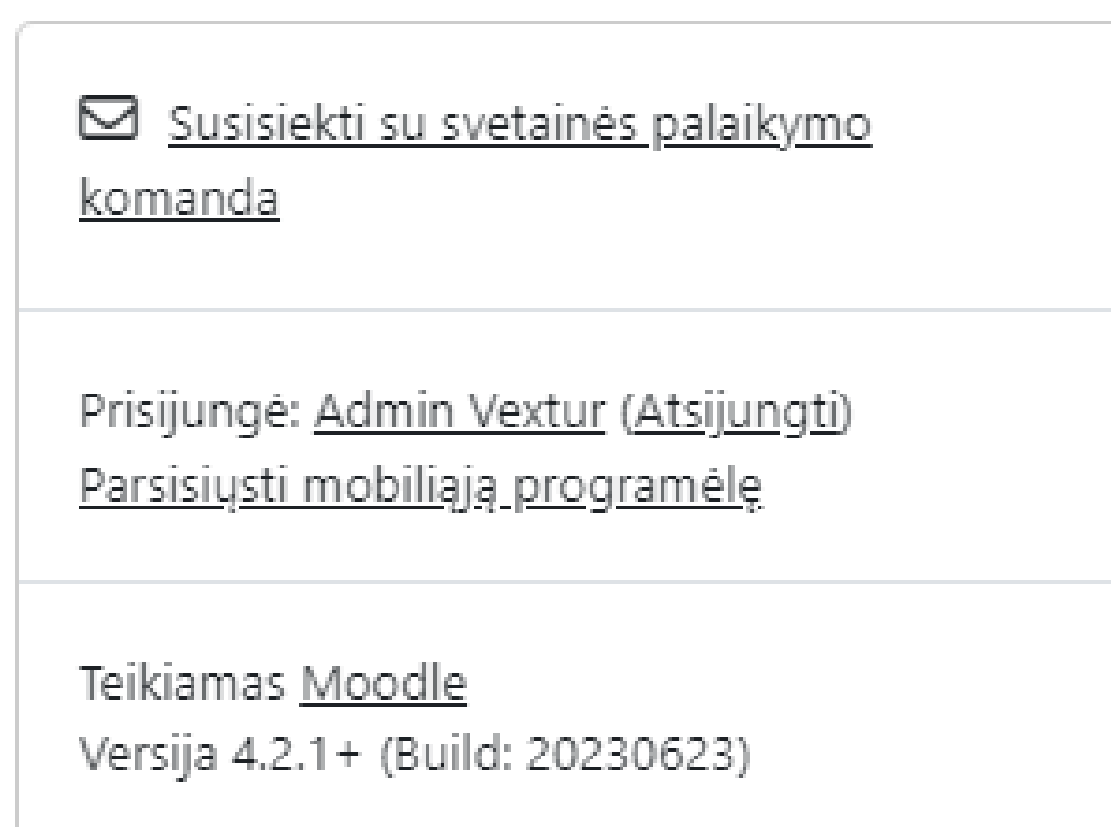 Susisiekti su svetainės palaikymo
komanda
Prisijungė: Admin Vextur (Atsijungti)
Parsisiųsti mobiliąją programėlę
Teikiamas Moodle
Versija 4.2.1+ (Build: 20230623)